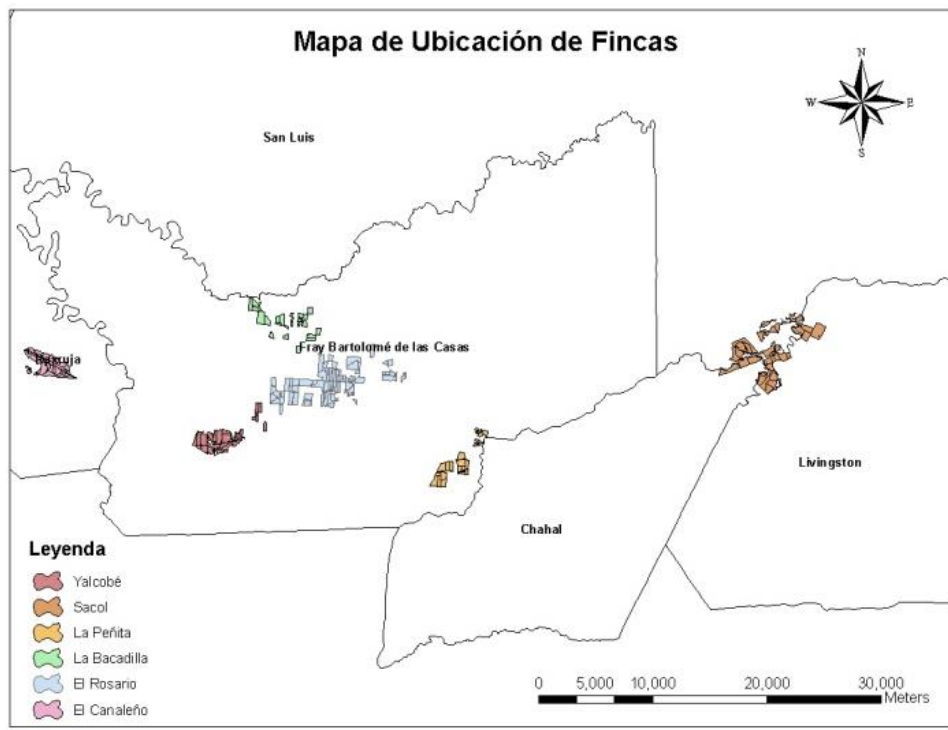 Mapa de Ubicación de Fincas
N
W
E
S
San Luis
Fray Bartolomé de las Casas
Livingston
Chahal
Leyenda
Yalcobé
Sacol
La Peñita
La Bacadilla
El Rosario
El Canaleño
0 5,000 10,000 20,000 30,000
Meters